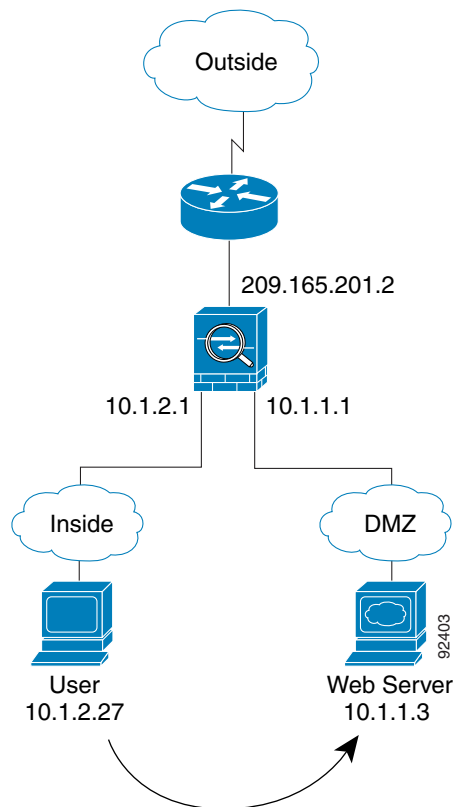 Outside
209.165.201.2
10.1.2.1
10.1.1.1
Inside
DMZ
User
10.1.2.27
Web Server
10.1.1.3
92403